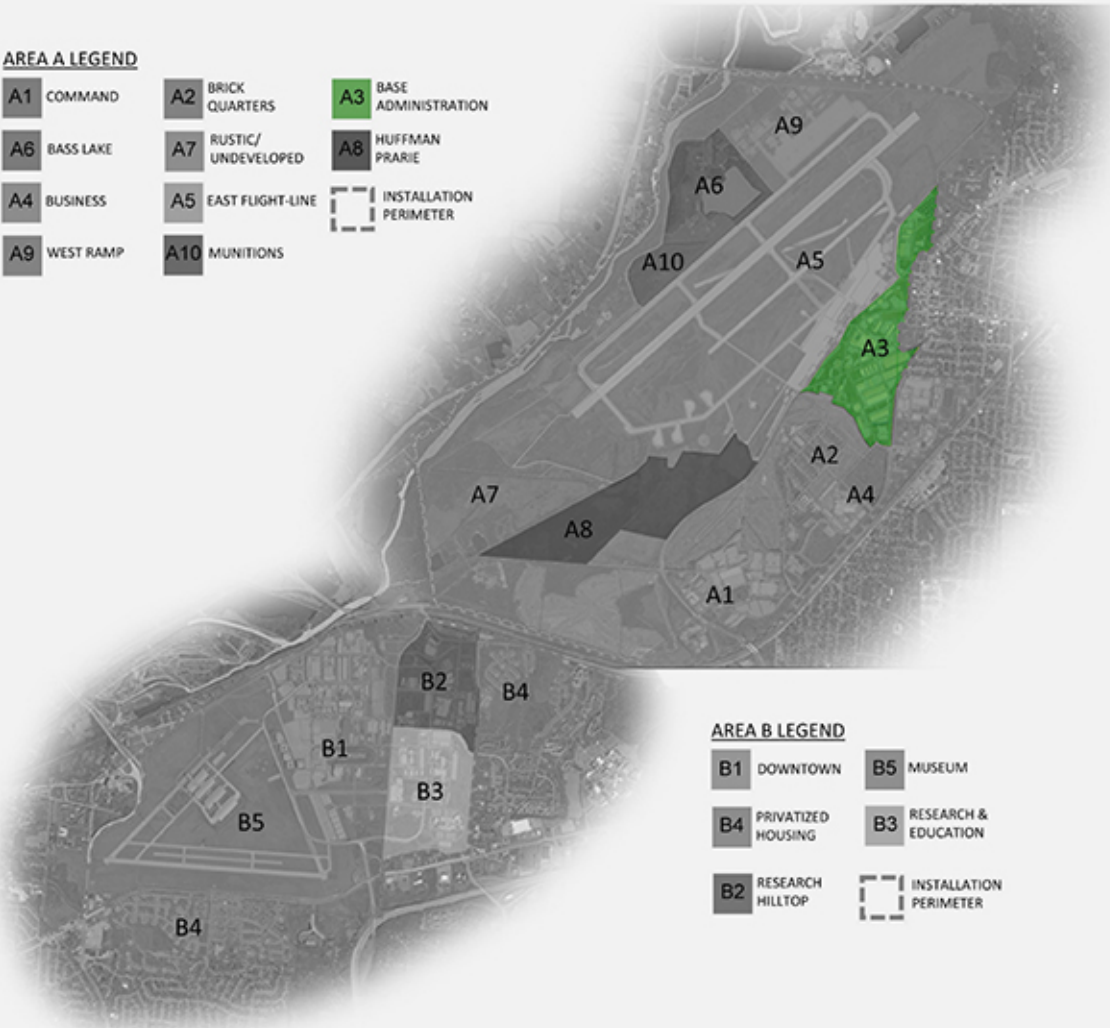 AREA A LEGEND
A1 COMMAND
A2 BRICK
QUARTERS
A3 BASE
ADMINISTRATION
A6 BASS LAKE
A7 RUSTIC/
UNDEVELOPED
A8 HUFFMAN
PRARIE
A4 BUSINESS
A5 EAST FLIGHT-LINE
INSTALLATION
PERIMETER
A9 WEST RAMP
A10 MUNITIONS
A9
A6
A10
A5
A3
A2
A4
A7
A8
A1
B2
B4
B1
B3
B5
B4
AREA B LEGEND
B1 DOWNTOWN
B5 MUSEUM
B4 PRIVATIZED
HOUSING
B3 RESEARCH &
EDUCATION
B2 RESEARCH
HILLTOP
INSTALLATION
PERIMETER